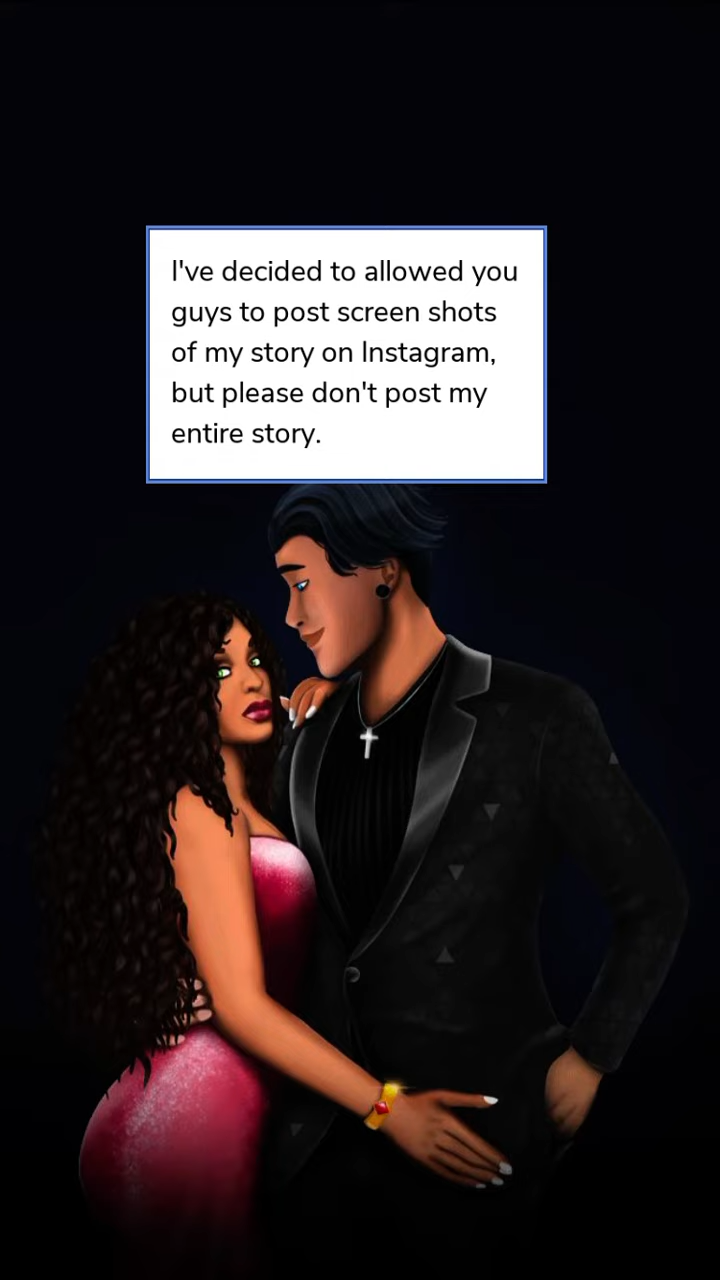 I've decided to allowed you
guys to post screen shots
of my story on Instagram,
but please don't post my
entire story.